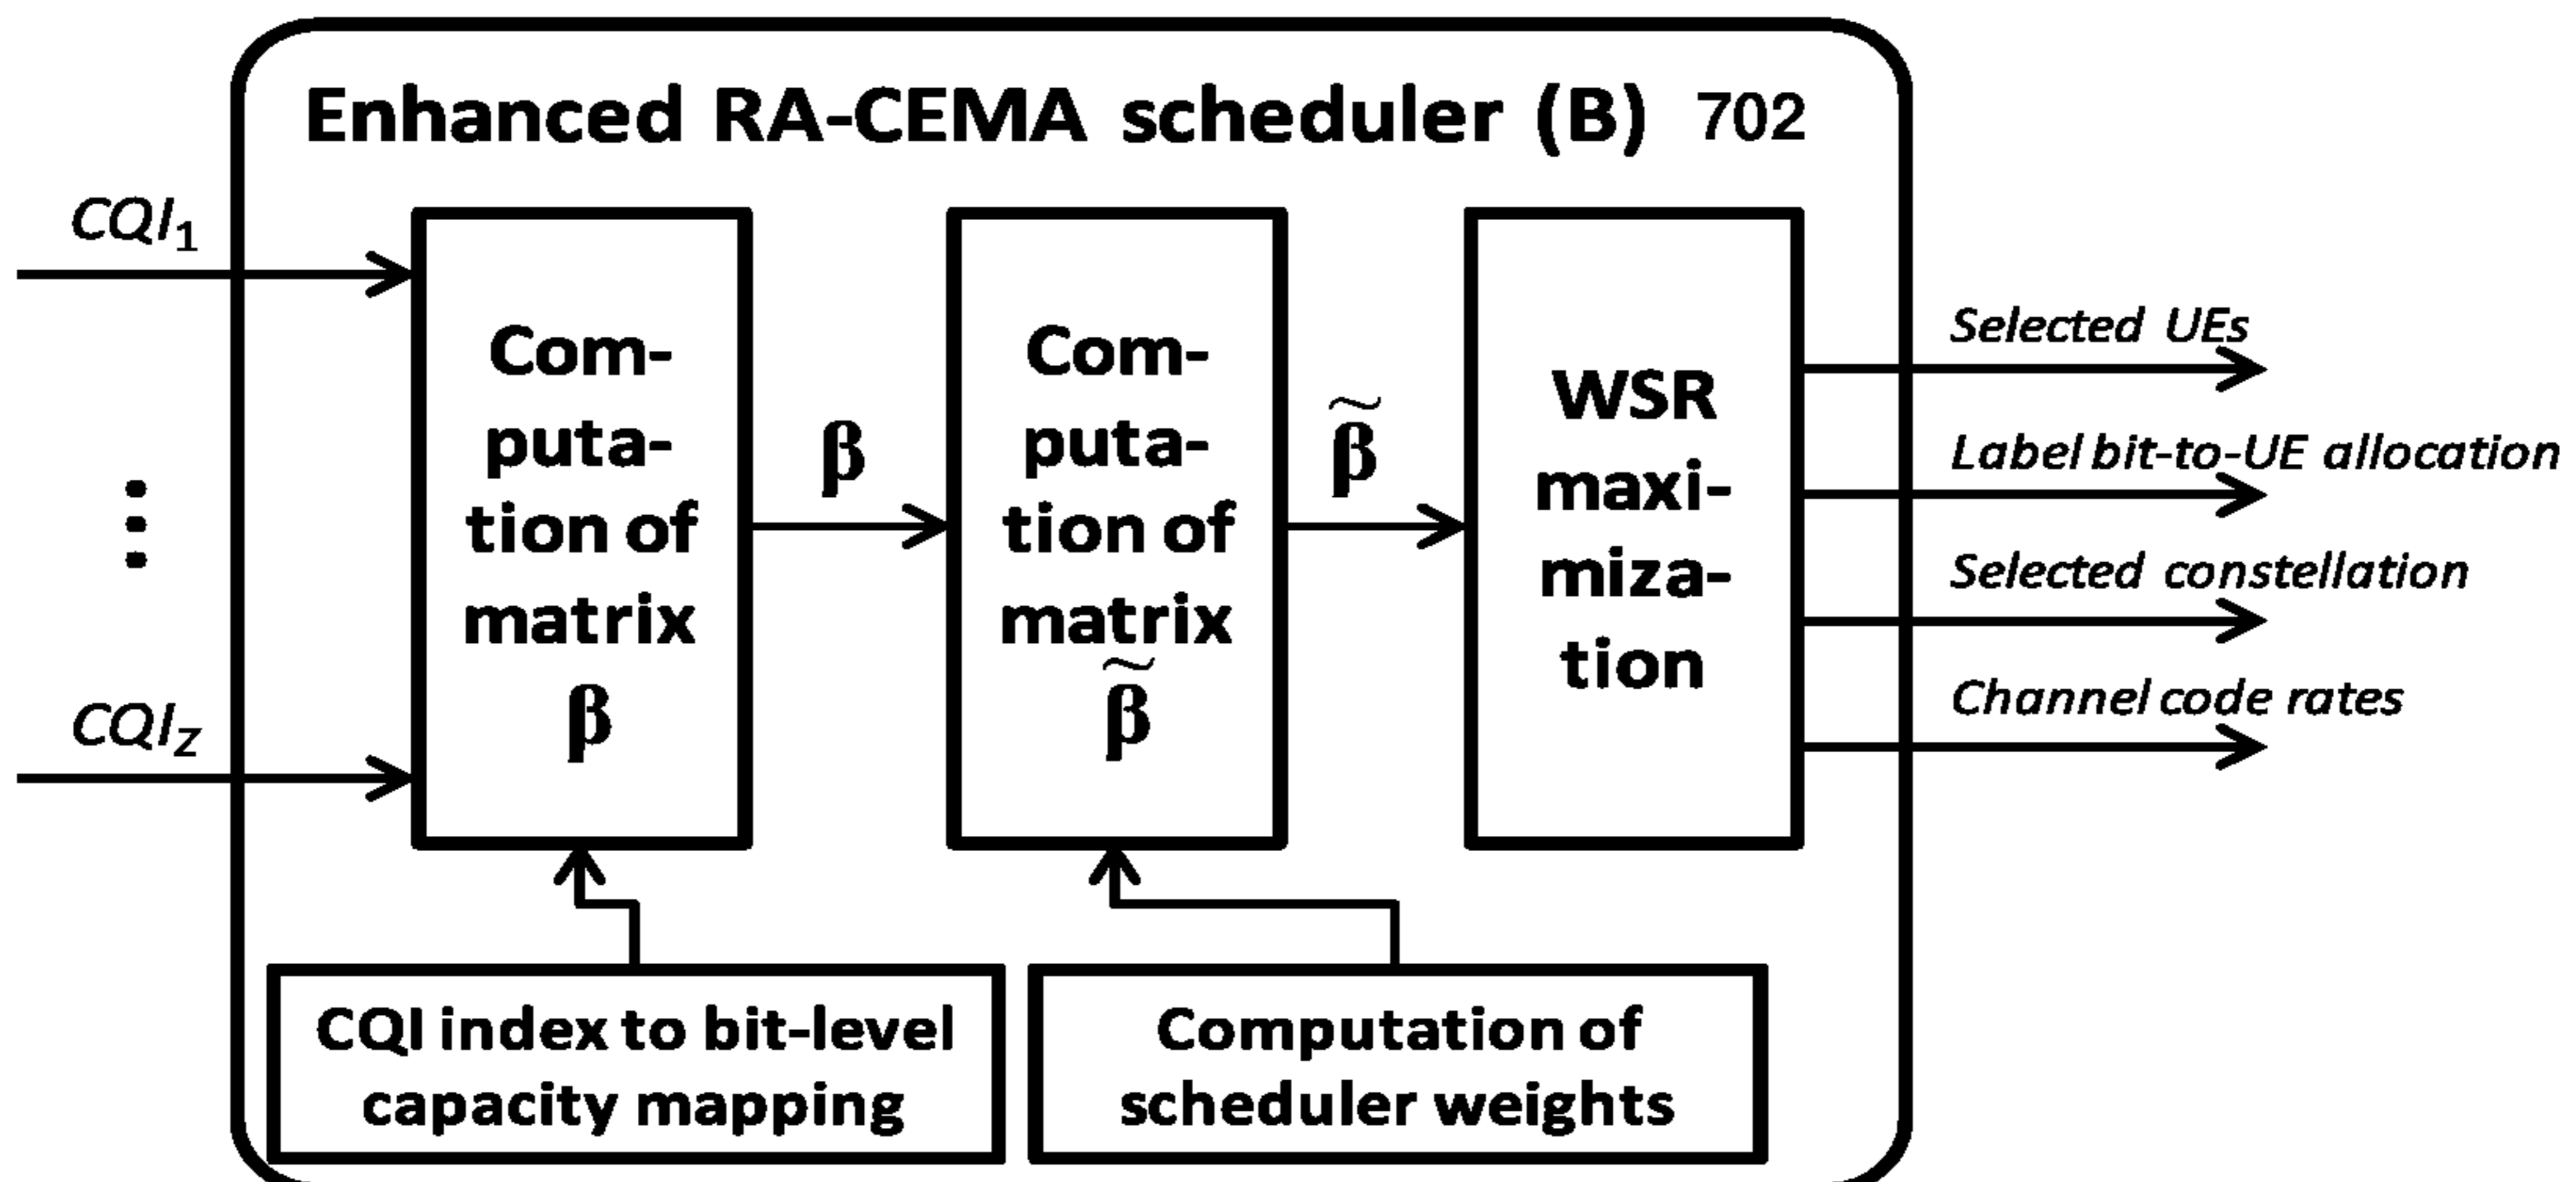 Enhanced RA-CEMA scheduler (B) 702
CQI1
CQIZ
Com-
puta-
tion of
matrix
β
β
Com-
puta-
tion of
matrix
β̃
β̃
WSR
maxi-
miza-
tion
Selected UEs
Label bit-to-UE allocation
Selected constellation
Channel code rates
CQI index to bit-level
capacity mapping
Computation of
scheduler weights